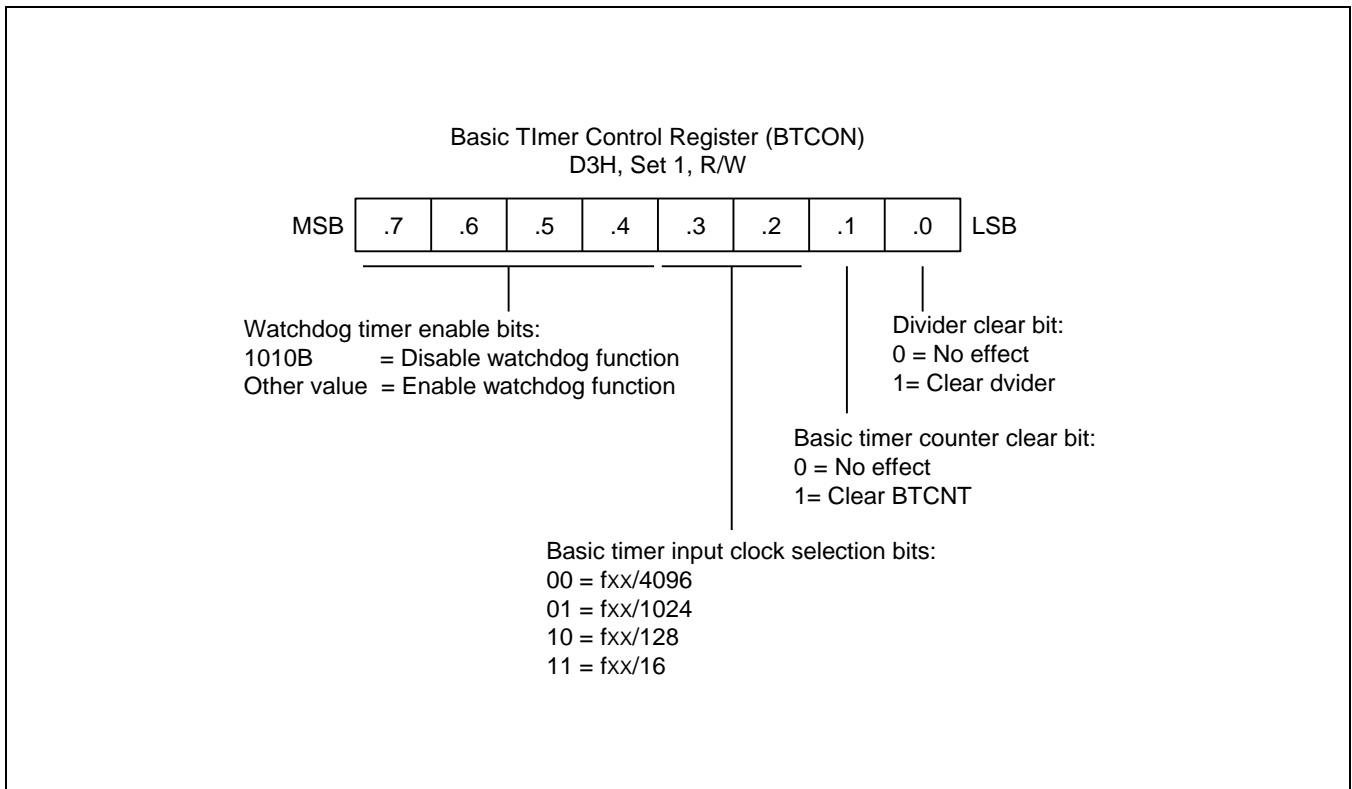 Basic TImer Control Register (BTCON)
D3H, Set 1, R/W
MSB .7 .6 .5 .4 .3 .2 .1 .0 LSB
Watchdog timer enable bits:
1010B = Disable watchdog function
Other value = Enable watchdog function
Divider clear bit:
0 = No effect
1= Clear dvider
Basic timer counter clear bit:
0 = No effect
1= Clear BTCNT
Basic timer input clock selection bits:
00 = fxx/4096
01 = fxx/1024
10 = fxx/128
11 = fxx/16